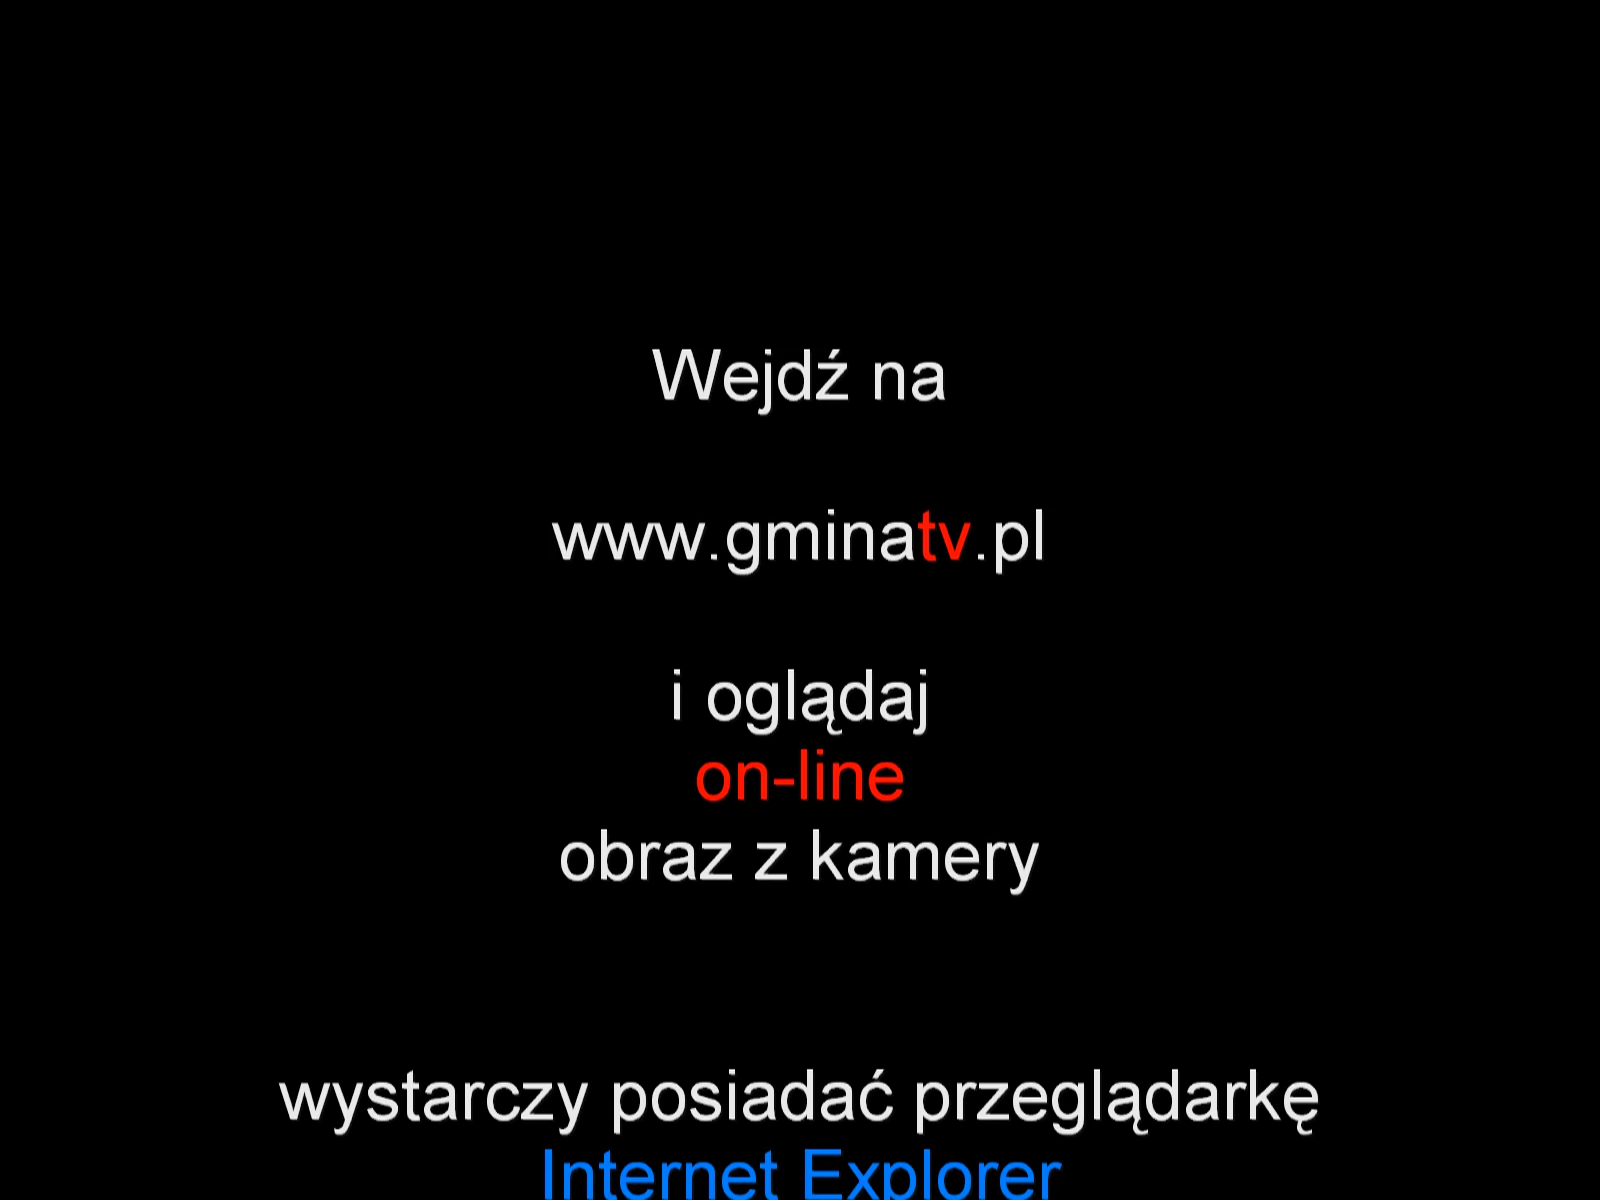 Wejdź na
www.gminatv.pl
i oglądaj
on-line
obraz z kamery
wystarczy posiadać przeglądarkę
Internet Explorer